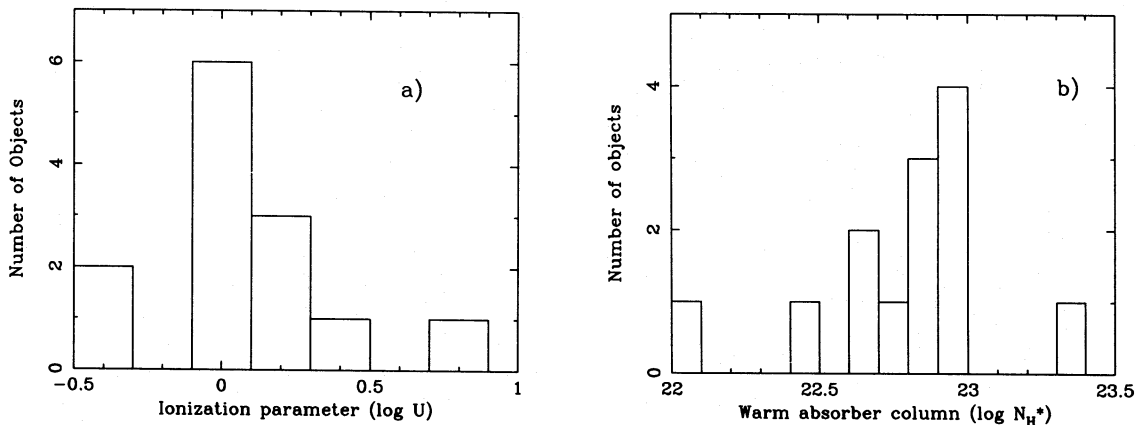 Number of Objects
6
4
2
0
a)
-0.5
0
0.5
1
Ionization parameter (log U)
Number of objects
4
2
0
b)
22
22.5
23
23.5
Warm absorber column (log N_H*)